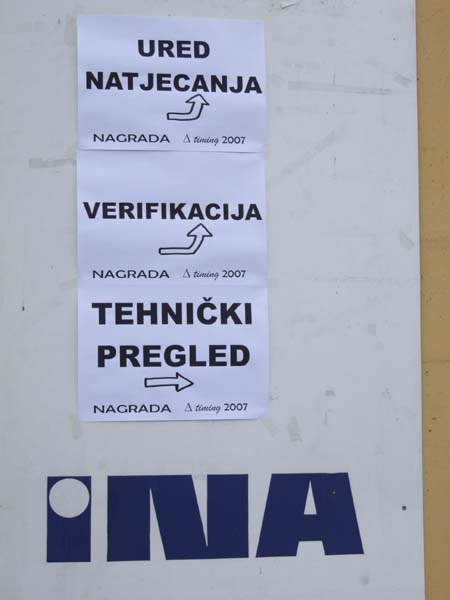 URED
NATJECANJA
NAGRADA Δ timing 2007
VERIFIKACIJA
NAGRADA Δ timing 2007
TEHNIČKI
PREGLED
NAGRADA Δ timing 2007
INA